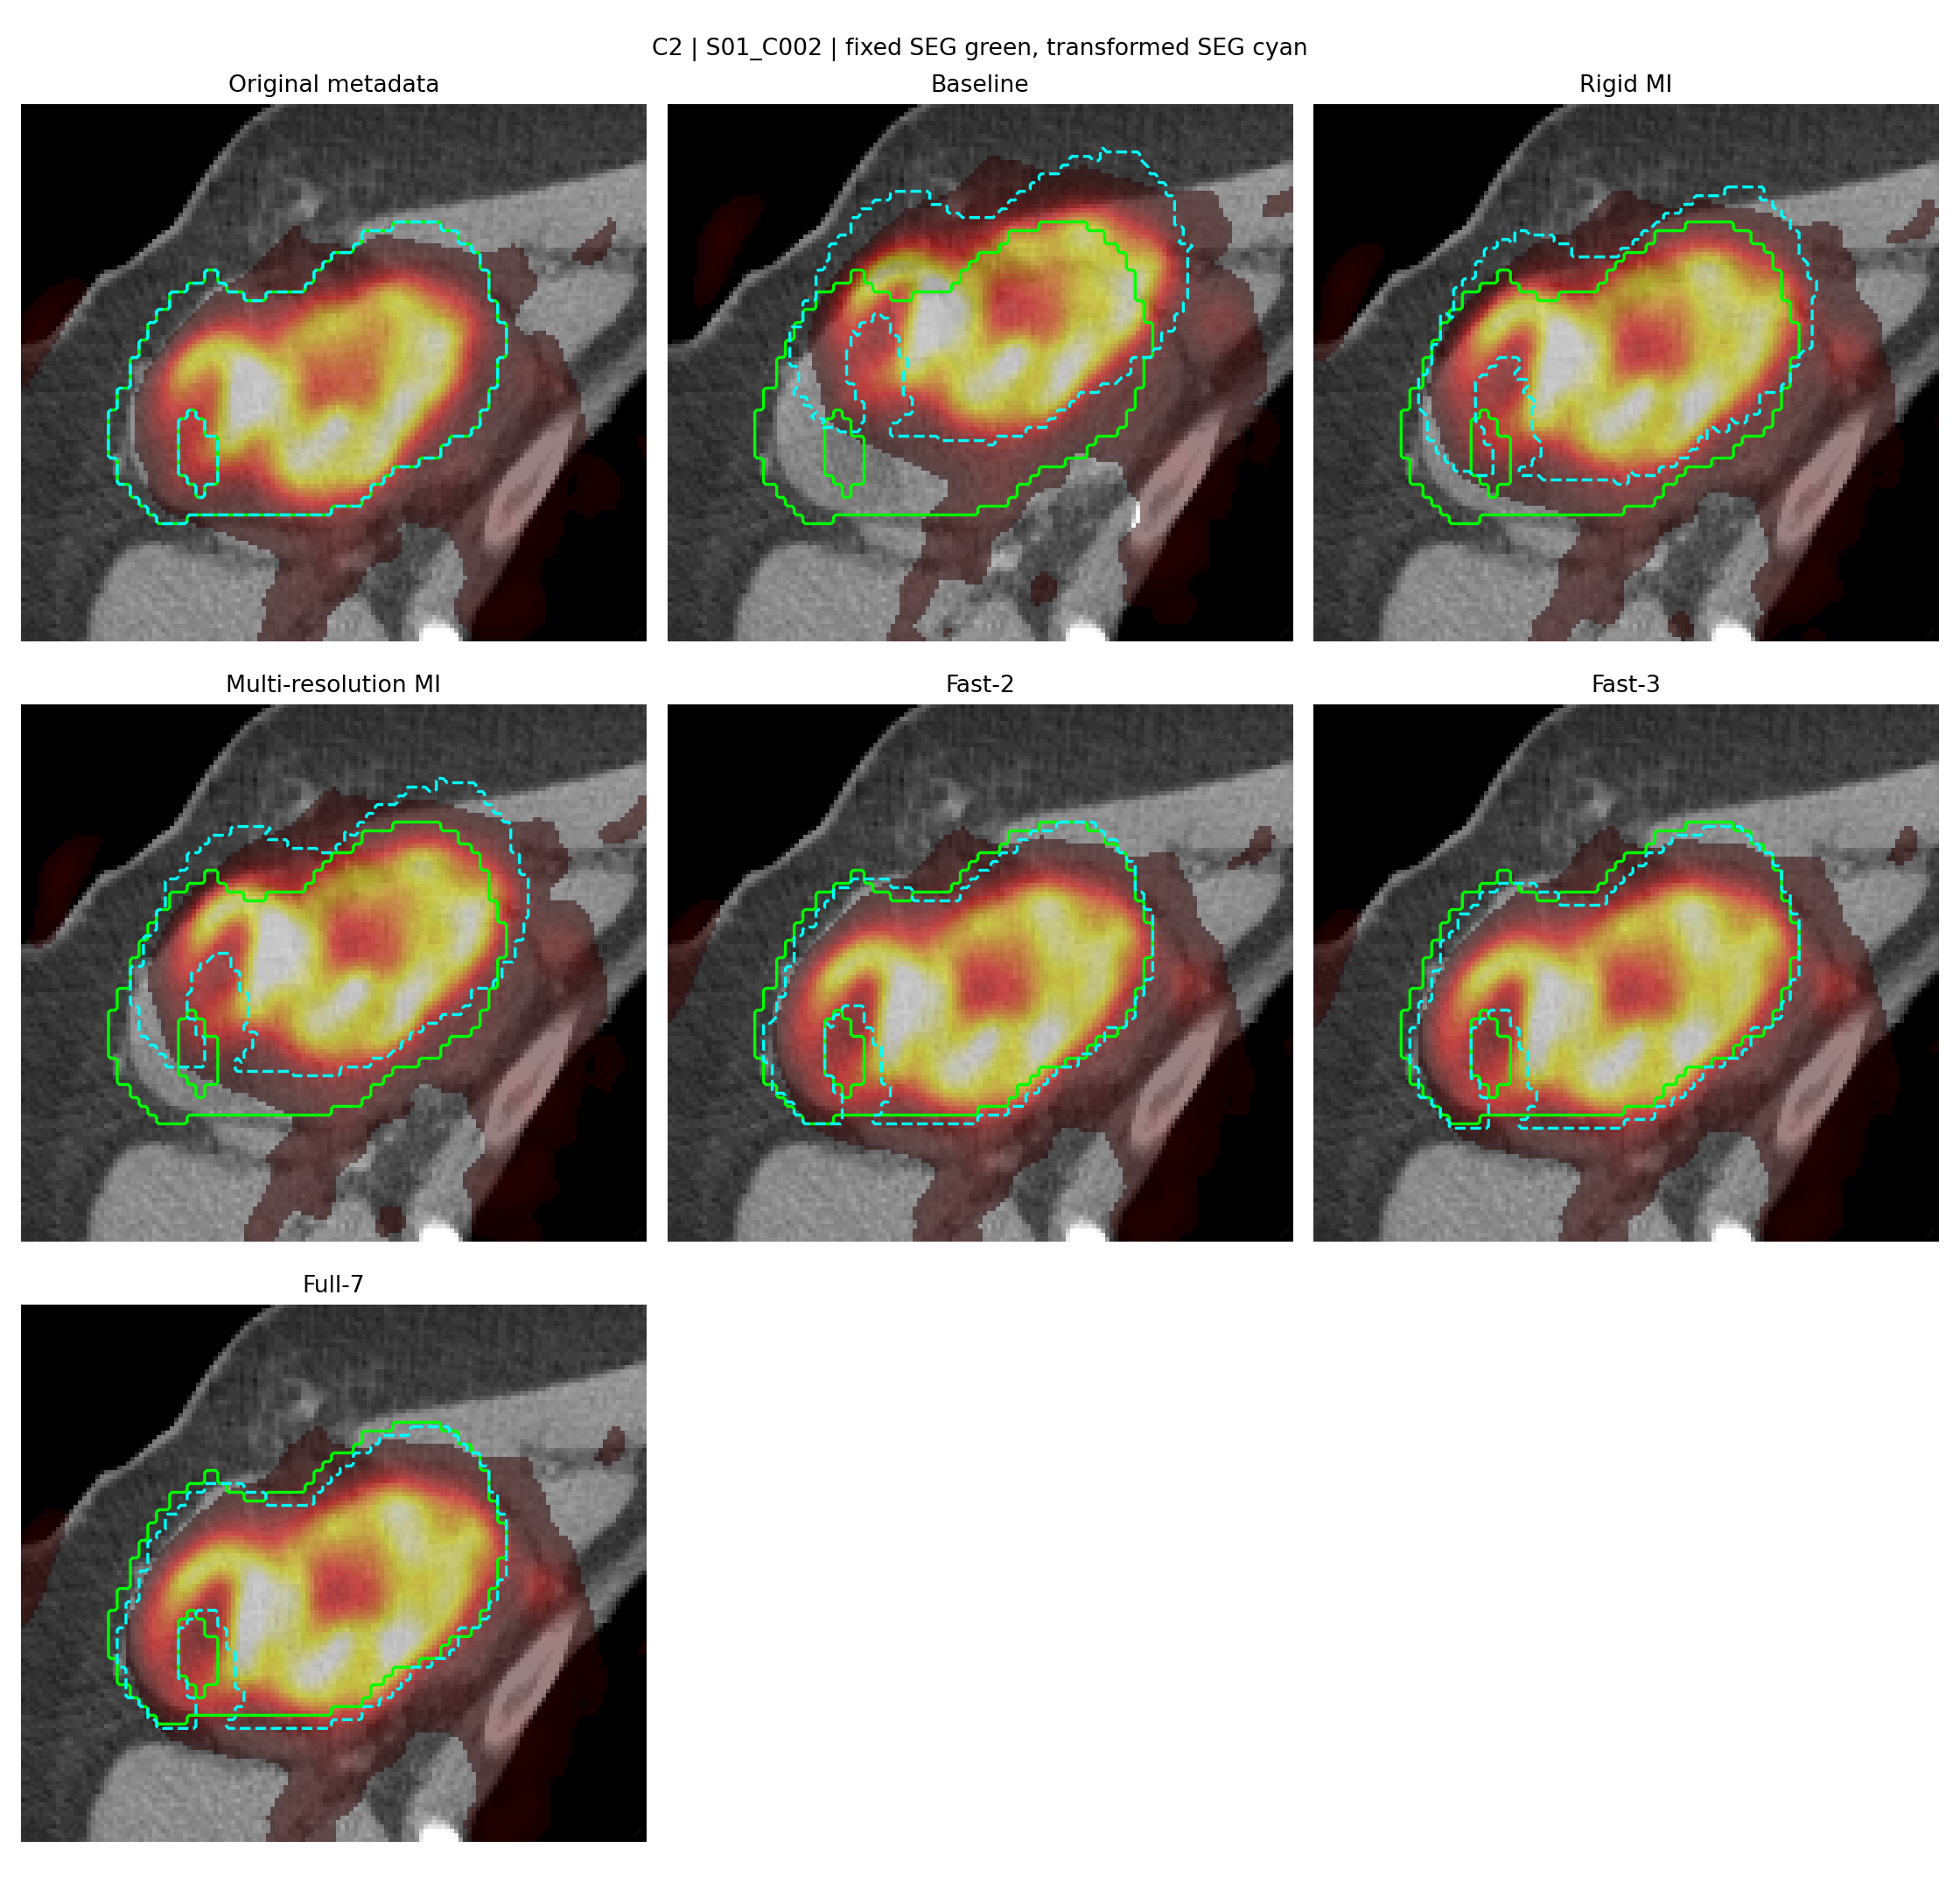 C2 | S01_C002 | fixed SEG green, transformed SEG cyan
Original metadata
Baseline
Rigid MI
Multi-resolution MI
Fast-2
Fast-3
Full-7